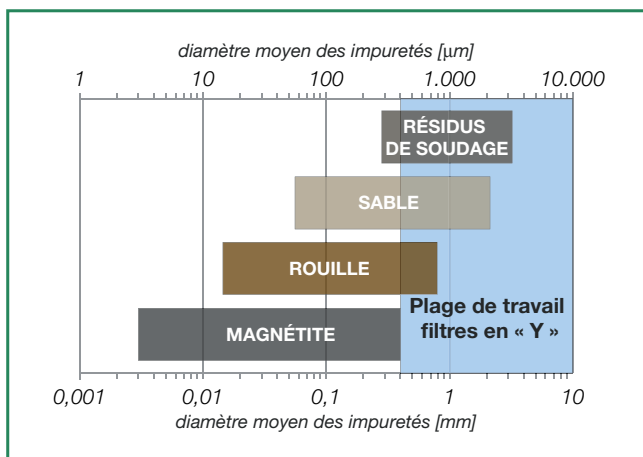 diamètre moyen des impuretés [μm]
1 10 100 1.000 10.000
RÉSIDUS
DE SOUDAGE
SABLE
ROUILLE
MAGNÉTITE
Plage de travail
filtres en « Y »
0,001 0,01 0,1 1 10
diamètre moyen des impuretés [mm]